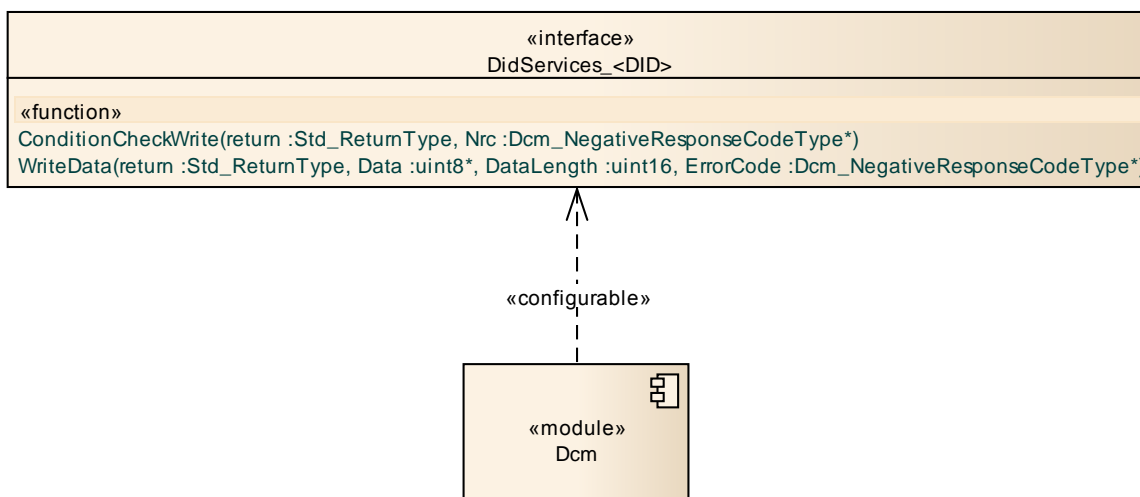 «interface»
DidServices_<DID>
«function»
ConditionCheckWrite(return :Std_ReturnType, Nrc :Dcm_NegativeResponseCodeType*)
WriteData(return :Std_ReturnType, Data :uint8*, DataLength :uint16, ErrorCode :Dcm_NegativeResponseCodeType*)
«configurable»
«module»
Dcm